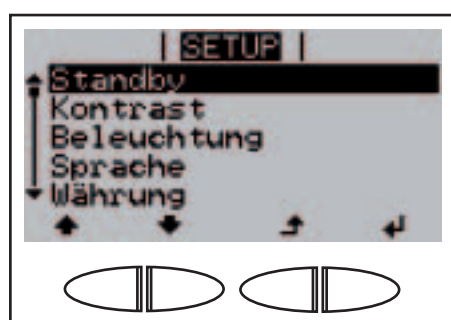 SETUP
Standby
Kontrast
Beleuchtung
Sprache
Währung